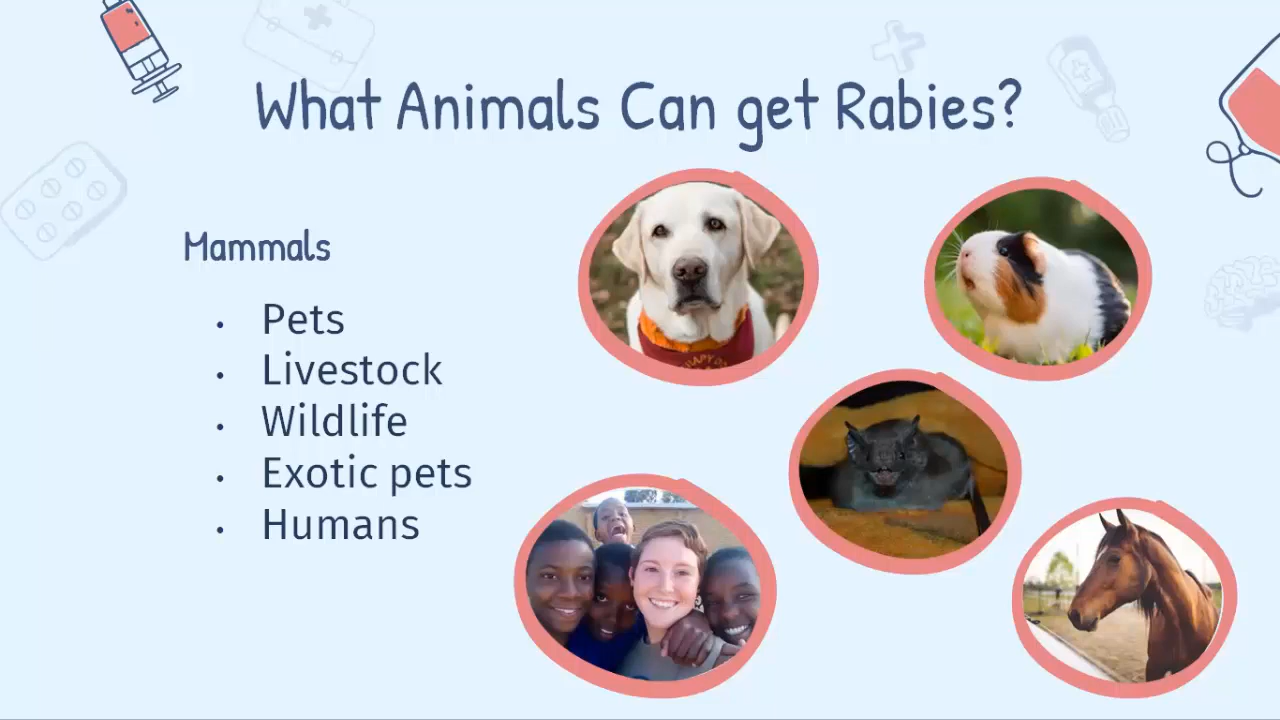 What Animals Can get Rabies?
Mammals
• Pets
• Livestock
• Wildlife
• Exotic pets
• Humans